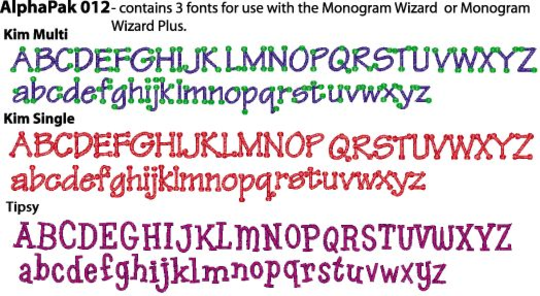 AlphaPak 012- contains 3 fonts for use with the Monogram Wizard or Monogram
Wizard Plus.
Kim Multi
ABCDEFGHIJKLMNOPQRSTUVWXYZ
abcdefghijklmnopqrstuvwxyz
Kim Single
ABCDEFGHIJKLMNOP QRSTUVWXYZ
abcdefghijklmnopqrstuvwxyz
Tipsy
ABCDEGHIJKLmNOPQRSTUVWXYZ
abcdefghijklmnopqrstuvwxyz